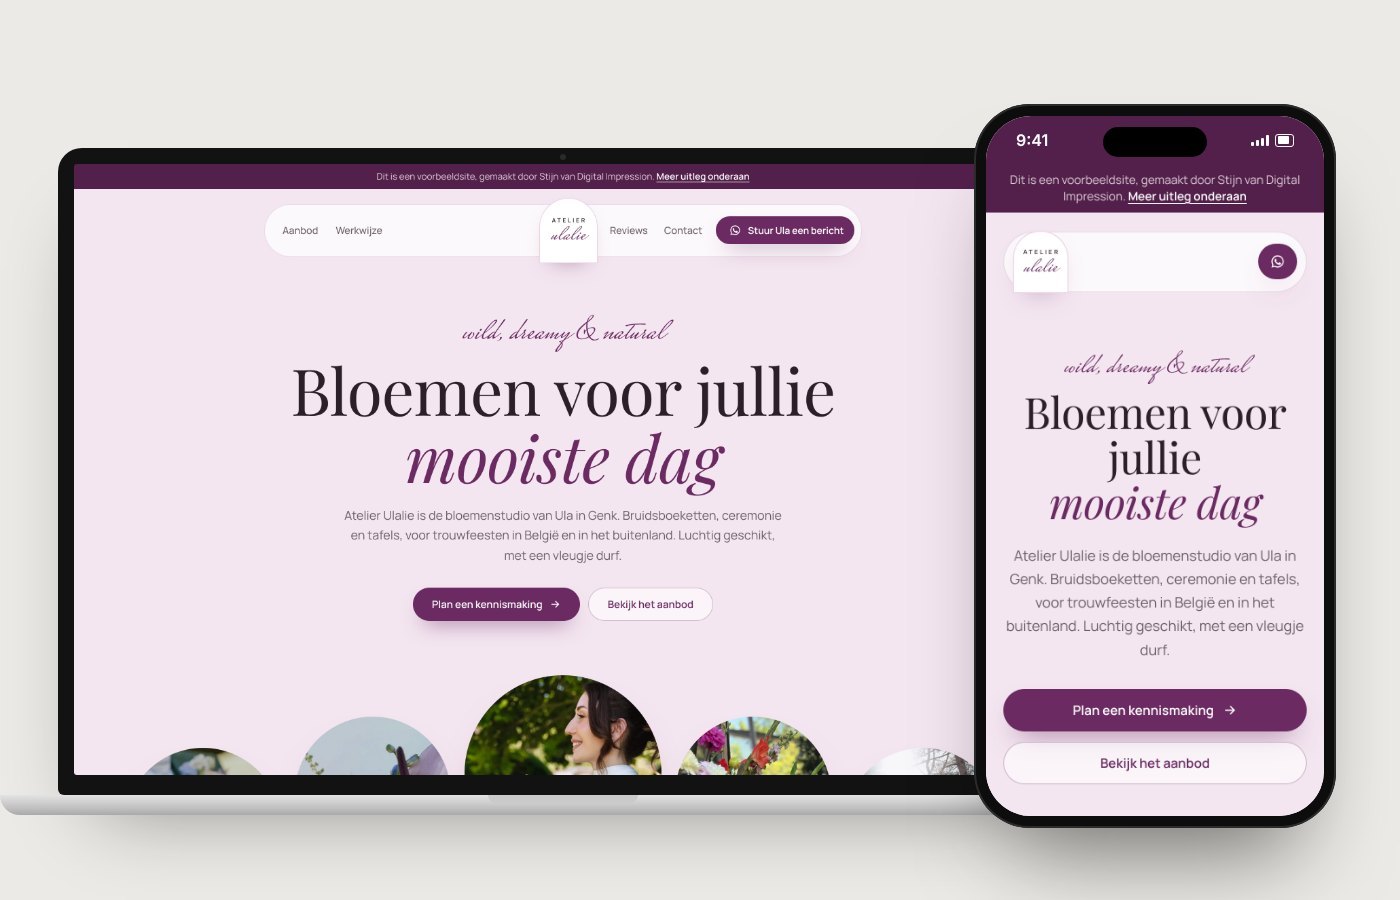 Dit is een voorbeeldsite, gemaakt door Stijn van Digital Impression. Meer uitleg onderaan
Aanbod Werkwijze ATELIER ulalie Reviews Contact Stuur Ula een bericht
wild, dreamy & natural
Bloemen voor jullie
mooiste dag
Atelier Ulalie is de bloemenstudio van Ula in Genk. Bruidsboeketten, ceremonie
en tafels, voor trouwfeesten in België en in het buitenland. Luchtig geschikt,
met een vleugje durf.
Plan een kennismaking → Bekijk het aanbod
9:41
Dit is een voorbeeldsite, gemaakt door Stijn van Digital
Impression. Meer uitleg onderaan
ATELIER
ulalie
wild, dreamy & natural
Bloemen voor
jullie
mooiste dag
Atelier Ulalie is de bloemenstudio van Ula in
Genk. Bruidsboeketten, ceremonie en tafels,
voor trouwfeesten in België en in het
buitenland. Luchtig geschikt, met een vleugje
durf.
Plan een kennismaking →
Bekijk het aanbod